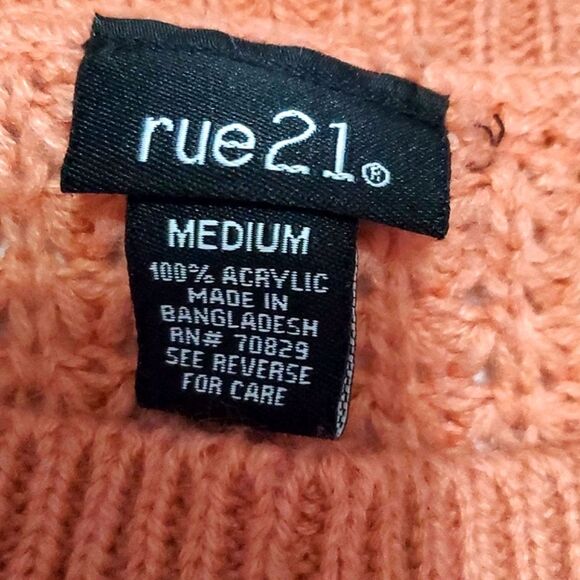 rue21®
MEDIUM
100% ACRYLIC
MADE IN
BANGLADESH
RN# 70829
SEE REVERSE
FOR CARE